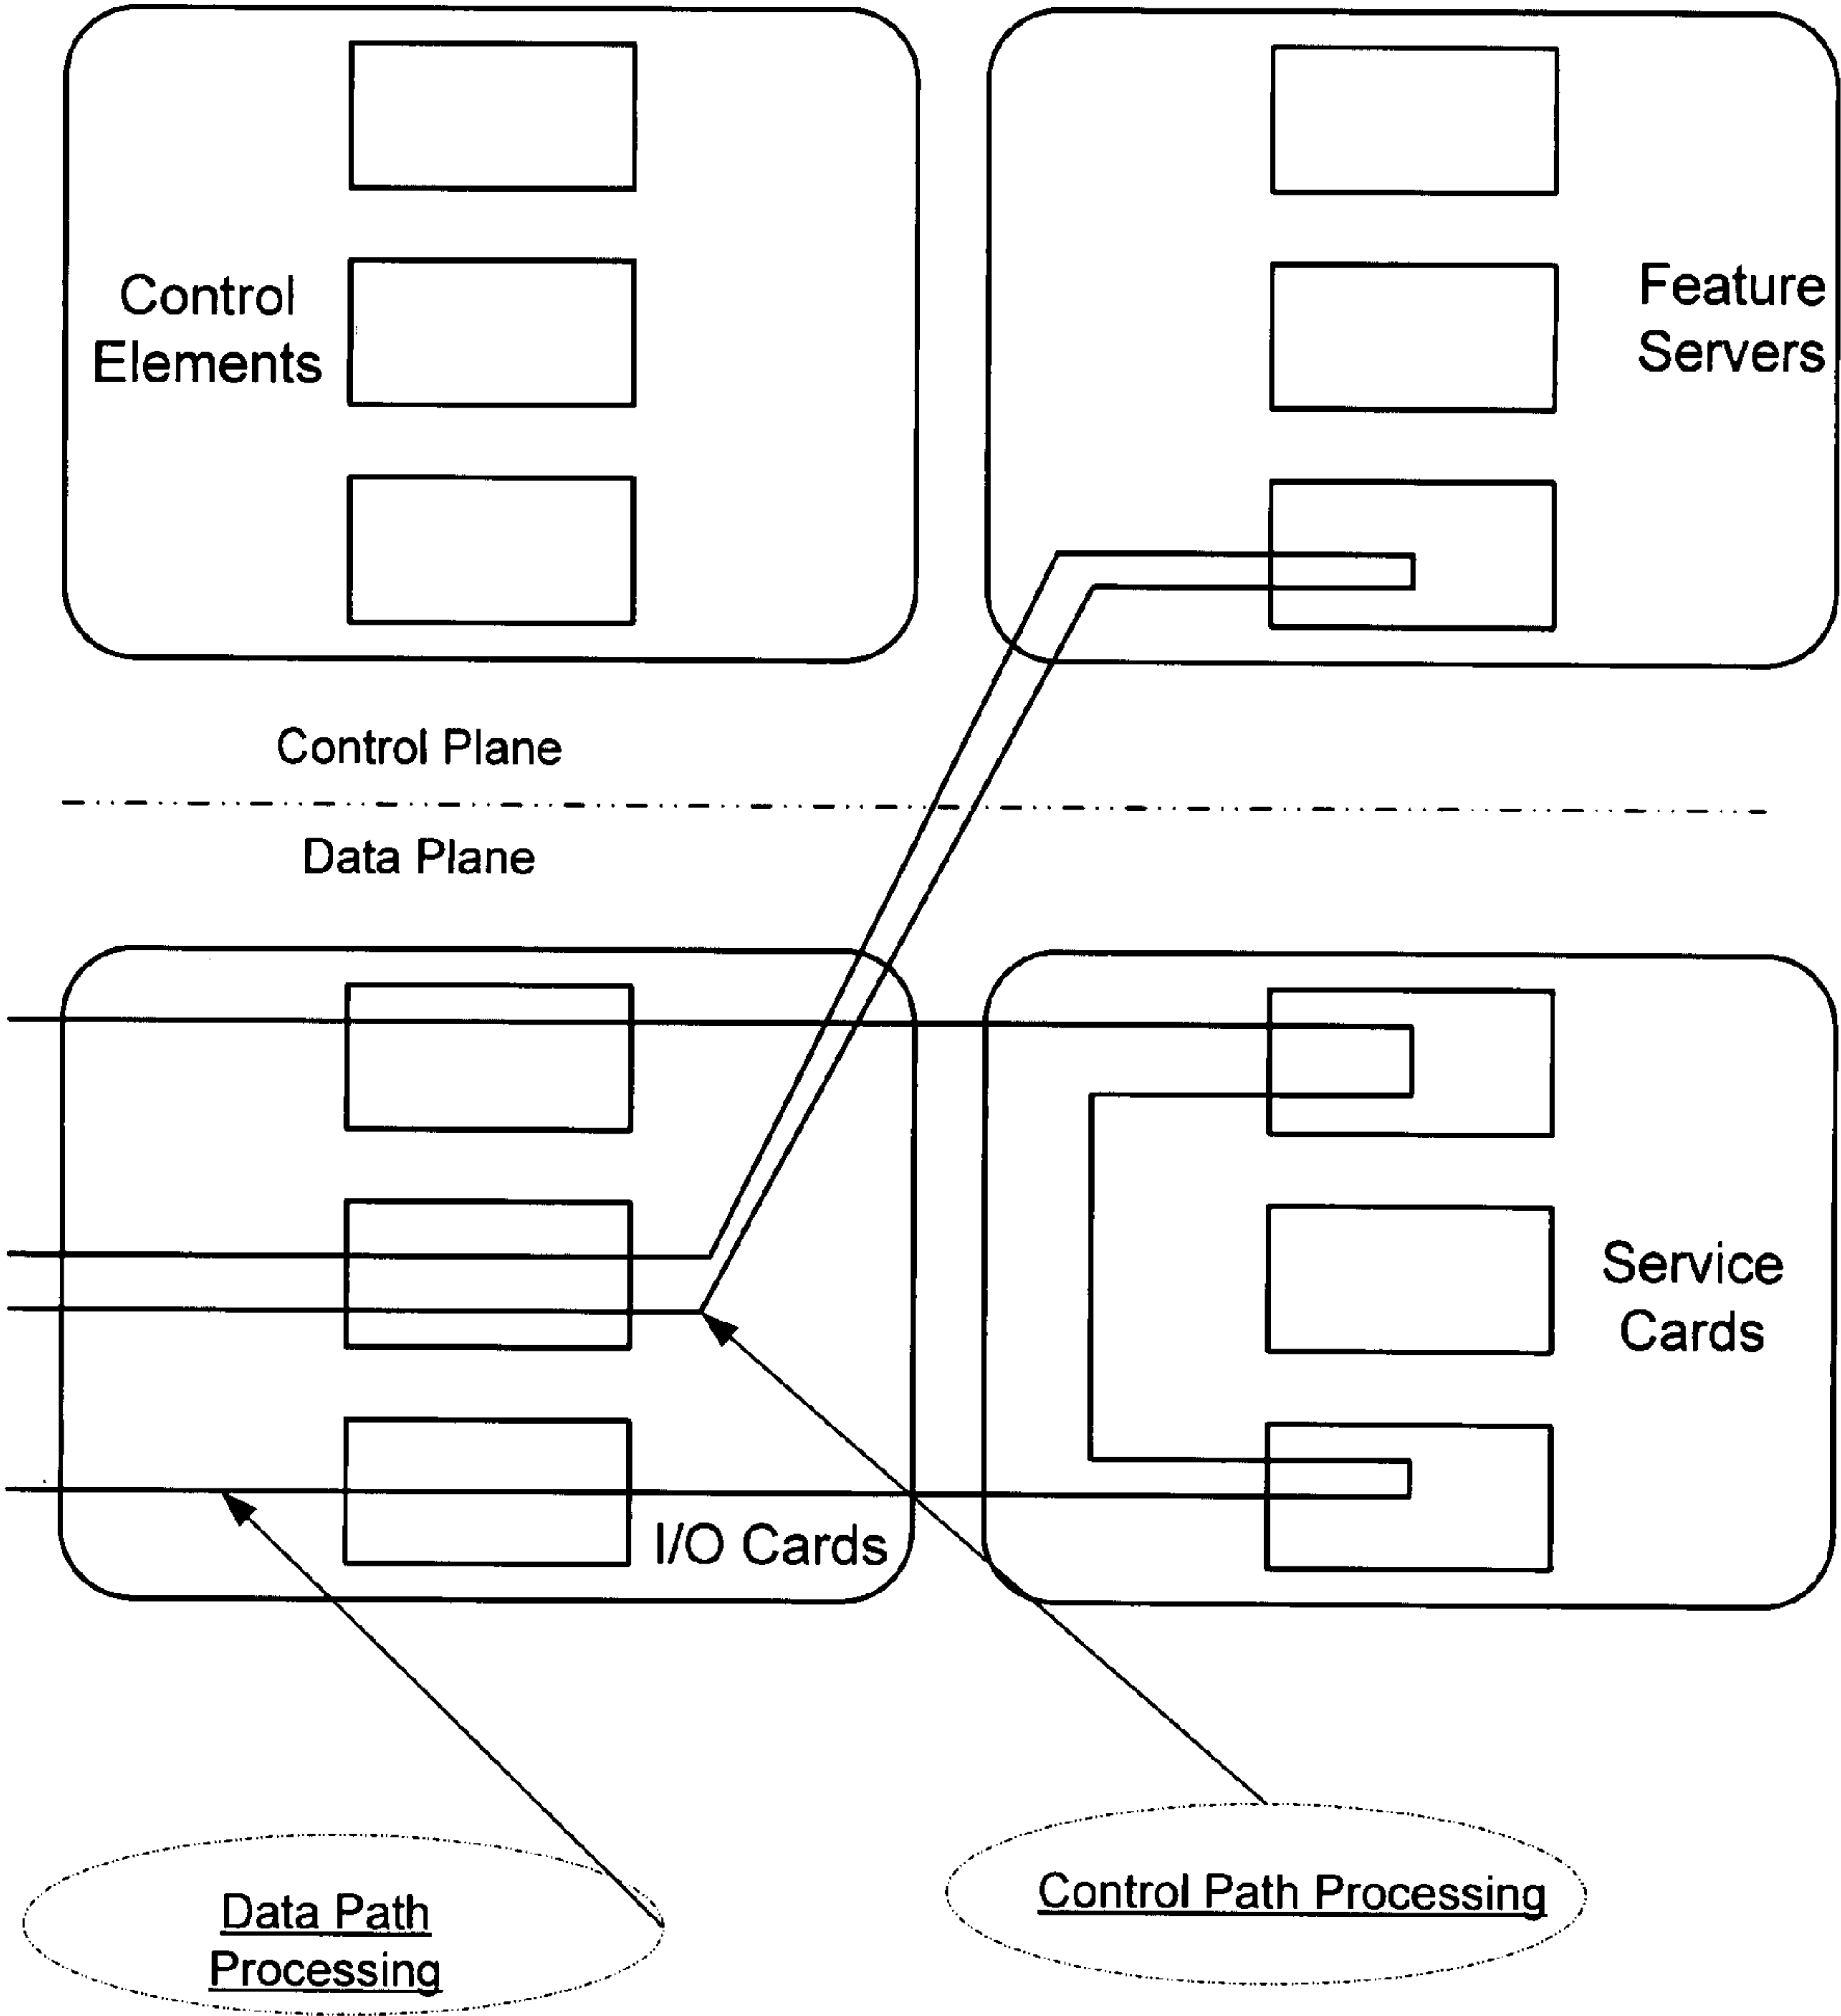 Control
Elements
Feature
Servers
Control Plane
Data Plane
Service
Cards
I/O Cards
Data Path
Processing
Control Path Processing